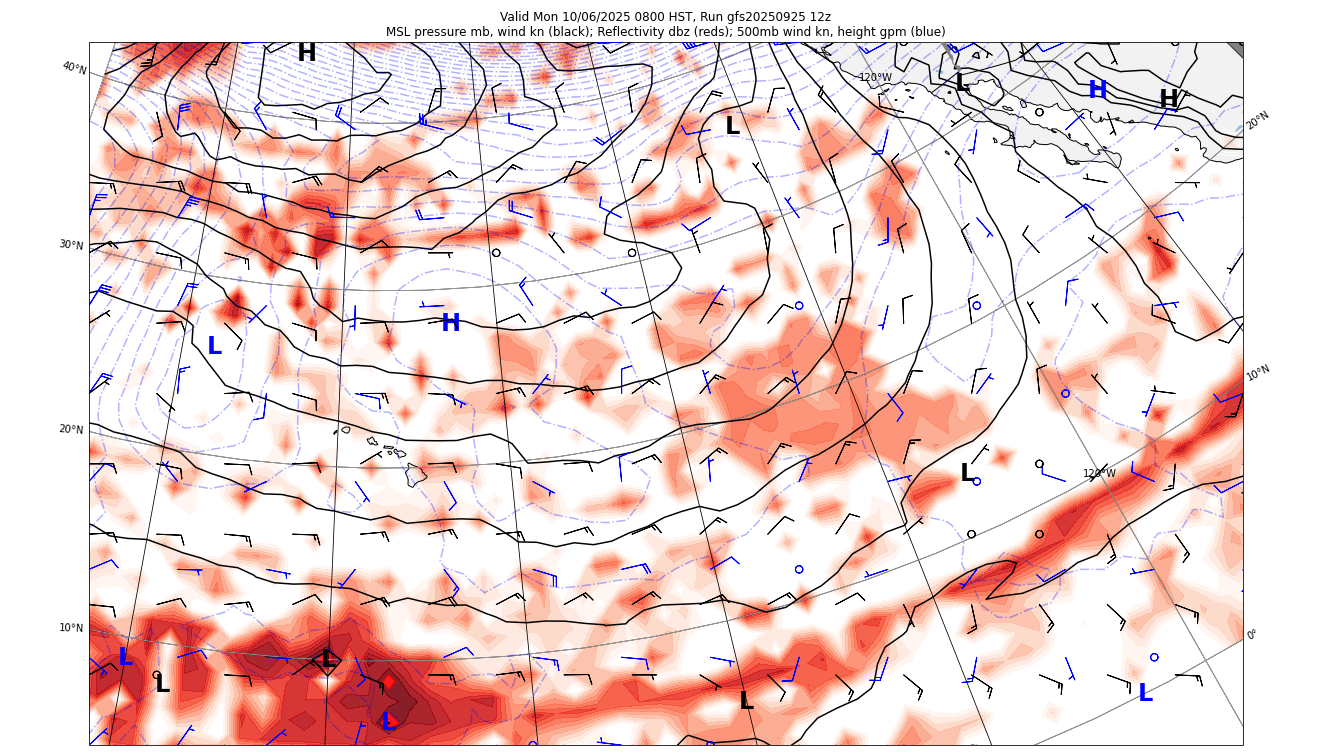 Valid Mon 10/06/2025 0800 HST, Run gfs20250925 12z
MSL pressure mb, wind kn (black); Reflectivity dbz (reds); 500mb wind kn, height gpm (blue)
H
40°N
120°W
L
H
H
20°N
L
30°N
H
L
10°N
20°N
L
120°W
10°N
0°
L
L
L
L
L
L